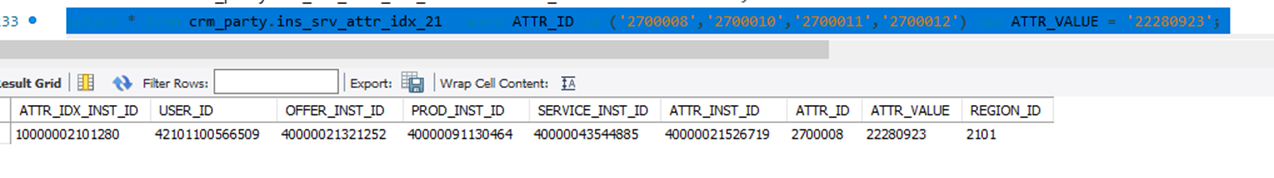 33 * crm_party.ins_srv_attr_idx_21 ATTR_ID ('2700008','2700010','2700011','2700012') ATTR_VALUE = '22280923';
esult Grid Filter Rows: Export: Wrap Cell Content:
ATTR_IDX_INST_ID USER_ID OFFER_INST_ID PROD_INST_ID SERVICE_INST_ID ATTR_INST_ID ATTR_ID ATTR_VALUE REGION_ID
10000002101280 42101100566509 40000021321252 40000091130464 40000043544885 40000021526719 2700008 22280923 2101